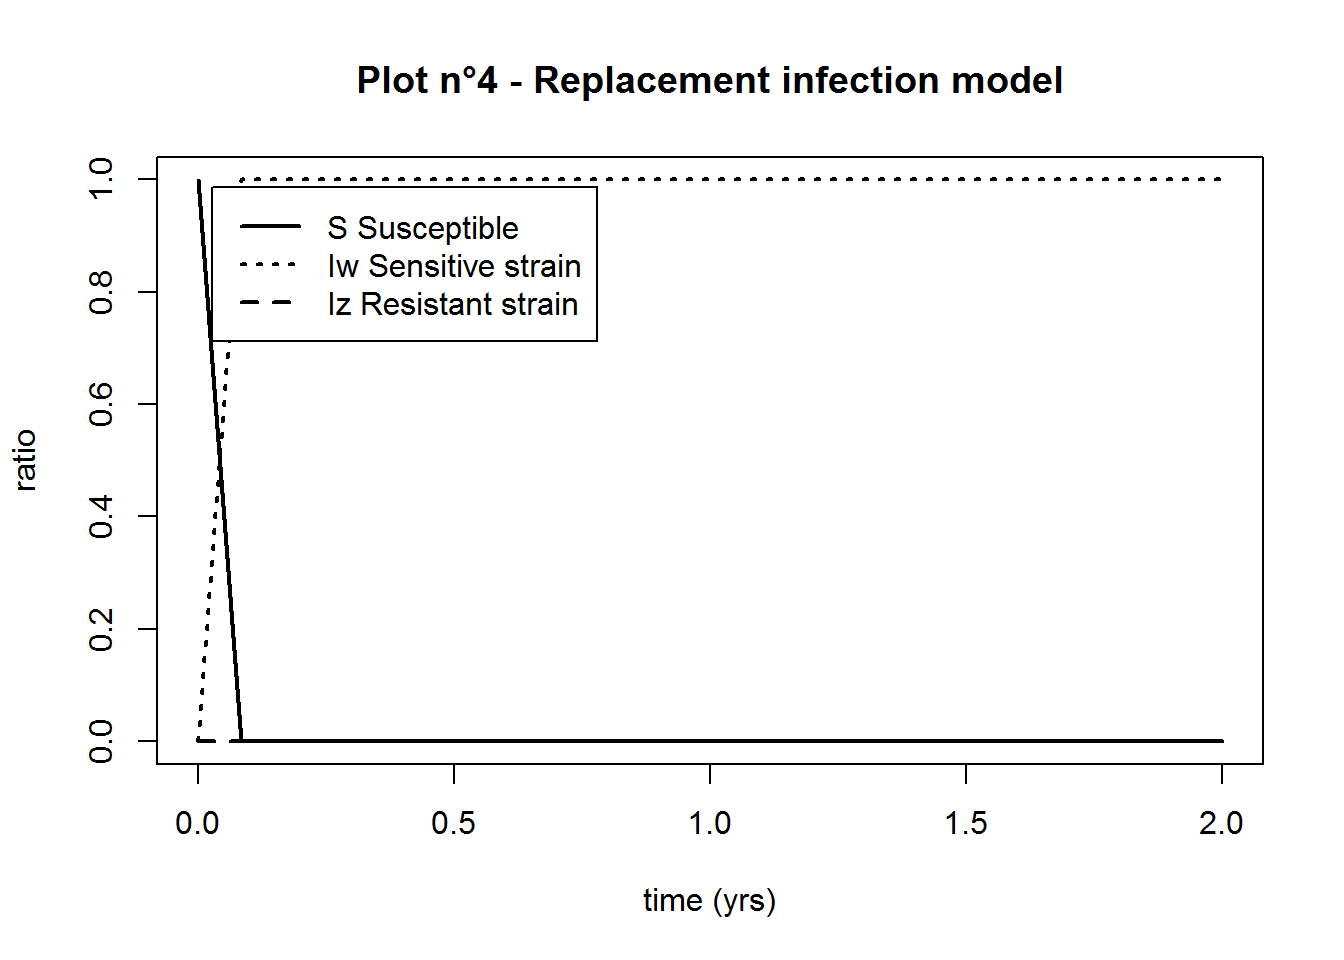 Plot n°4 - Replacement infection model
1.0
0.8
0.6
0.4
0.2
0.0
ratio
S Susceptible
Iw Sensitive strain
Iz Resistant strain
0.0 0.5 1.0 1.5 2.0
time (yrs)